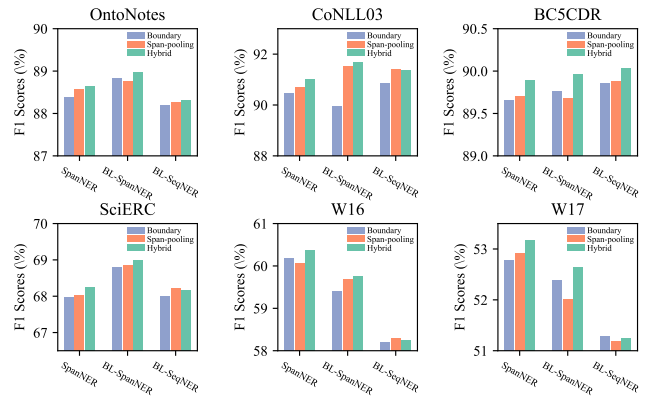 OntoNotes
F1 Scores (\%)
90
89
88
87
Boundary
Span-pooling
Hybrid
SpanNER
BL-SpanNER
BL-SeqNER
CoNLL03
F1 Scores (\%)
92
90
88
Boundary
Span-pooling
Hybrid
SpanNER
BL-SpanNER
BL-SeqNER
BC5CDR
F1 Scores (\%)
90.5
90.0
89.5
89.0
Boundary
Span-pooling
Hybrid
SpanNER
BL-SpanNER
BL-SeqNER
SciERC
F1 Scores (\%)
70
69
68
67
Boundary
Span-pooling
Hybrid
SpanNER
BL-SpanNER
BL-SeqNER
W16
F1 Scores (\%)
61
60
59
58
Boundary
Span-pooling
Hybrid
SpanNER
BL-SpanNER
BL-SeqNER
W17
F1 Scores (\%)
53
52
51
Boundary
Span-pooling
Hybrid
SpanNER
BL-SpanNER
BL-SeqNER